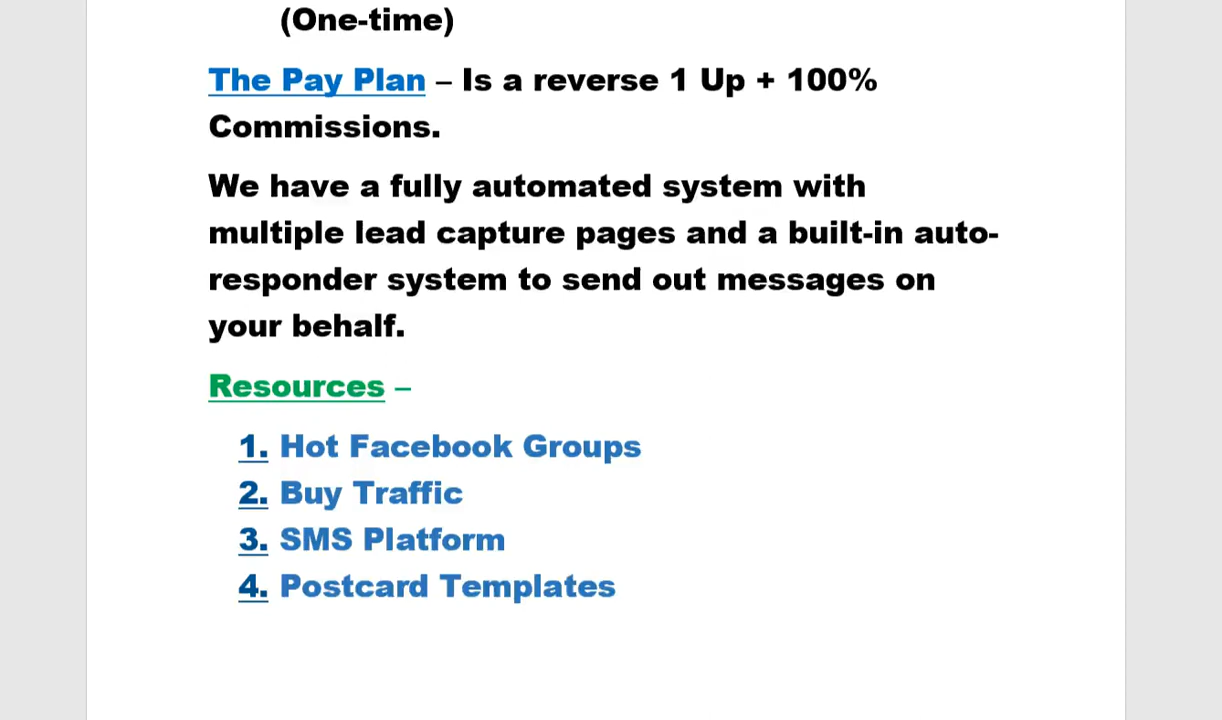 (One-time)
The Pay Plan – Is a reverse 1 Up + 100%
Commissions.
We have a fully automated system with
multiple lead capture pages and a built-in auto-
responder system to send out messages on
your behalf.
Resources –
1. Hot Facebook Groups
2. Buy Traffic
3. SMS Platform
4. Postcard Templates